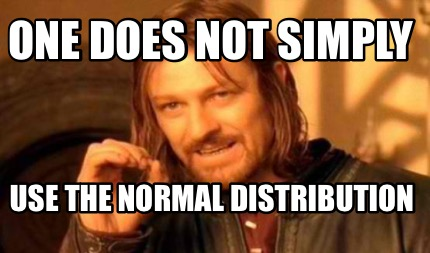 ONE DOES NOT SIMPLY
USE THE NORMAL DISTRIBUTION